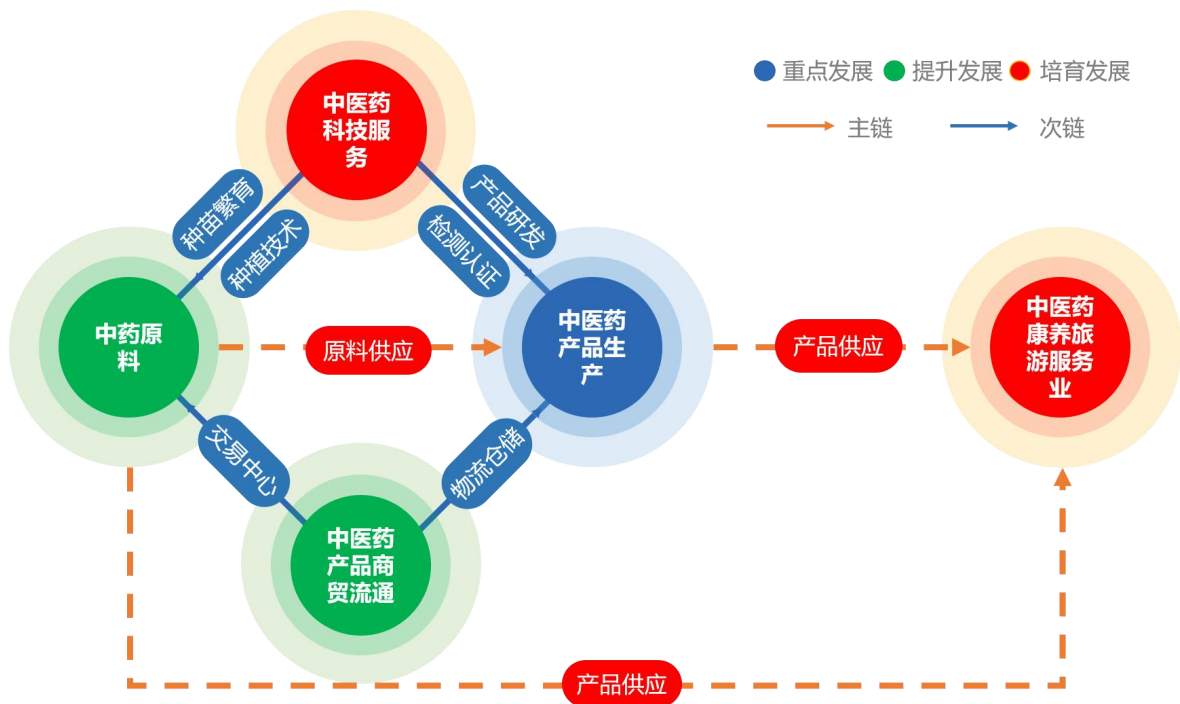 重点发展
提升发展
培育发展
主链
次链
中医药
科技服
务
种苗繁育
种植技术
产品研发
检测认证
中药原
料
原料供应
中医药
产品生
产
产品供应
中医药
康养旅
游服务
业
交易中心
物流仓储
中医药
产品商
贸流通
产品供应